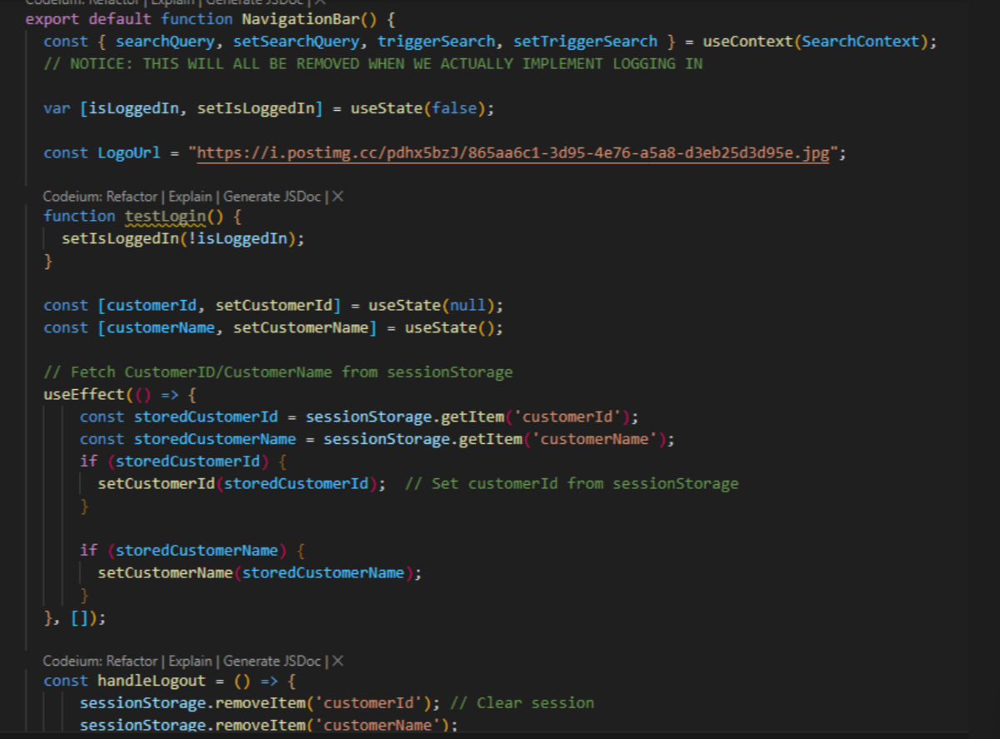 Codeium: Refactor | Explain | Generate JSDoc | ×
export default function NavigationBar() {
const { searchQuery, setSearchQuery, triggerSearch, setTriggerSearch } = useContext(SearchContext);
// NOTICE: THIS WILL ALL BE REMOVED WHEN WE ACTUALLY IMPLEMENT LOGGING IN
var [isLoggedIn, setIsLoggedIn] = useState(false);
const LogoUrl = "https://i.postimg.cc/pdhx5bzJ/865aa6c1-3d95-4e76-a5a8-d3eb25d3d95e.jpg";
Codeium: Refactor | Explain | Generate JSDoc | ×
function testLogin() {
setIsLoggedIn(!isLoggedIn);
}
const [customerId, setCustomerId] = useState(null);
const [customerName, setCustomerName] = useState();
// Fetch CustomerID/CustomerName from sessionStorage
useEffect(() => {
const storedCustomerId = sessionStorage.getItem('customerId');
const storedCustomerName = sessionStorage.getItem('customerName');
if (storedCustomerId) {
setCustomerId(storedCustomerId); // Set customerId from sessionStorage
}
if (storedCustomerName) {
setCustomerName(storedCustomerName);
}
}, []);
Codeium: Refactor | Explain | Generate JSDoc | ×
const handleLogout = () => {
sessionStorage.removeItem('customerId'); // Clear session
sessionStorage.removeItem('customerName');